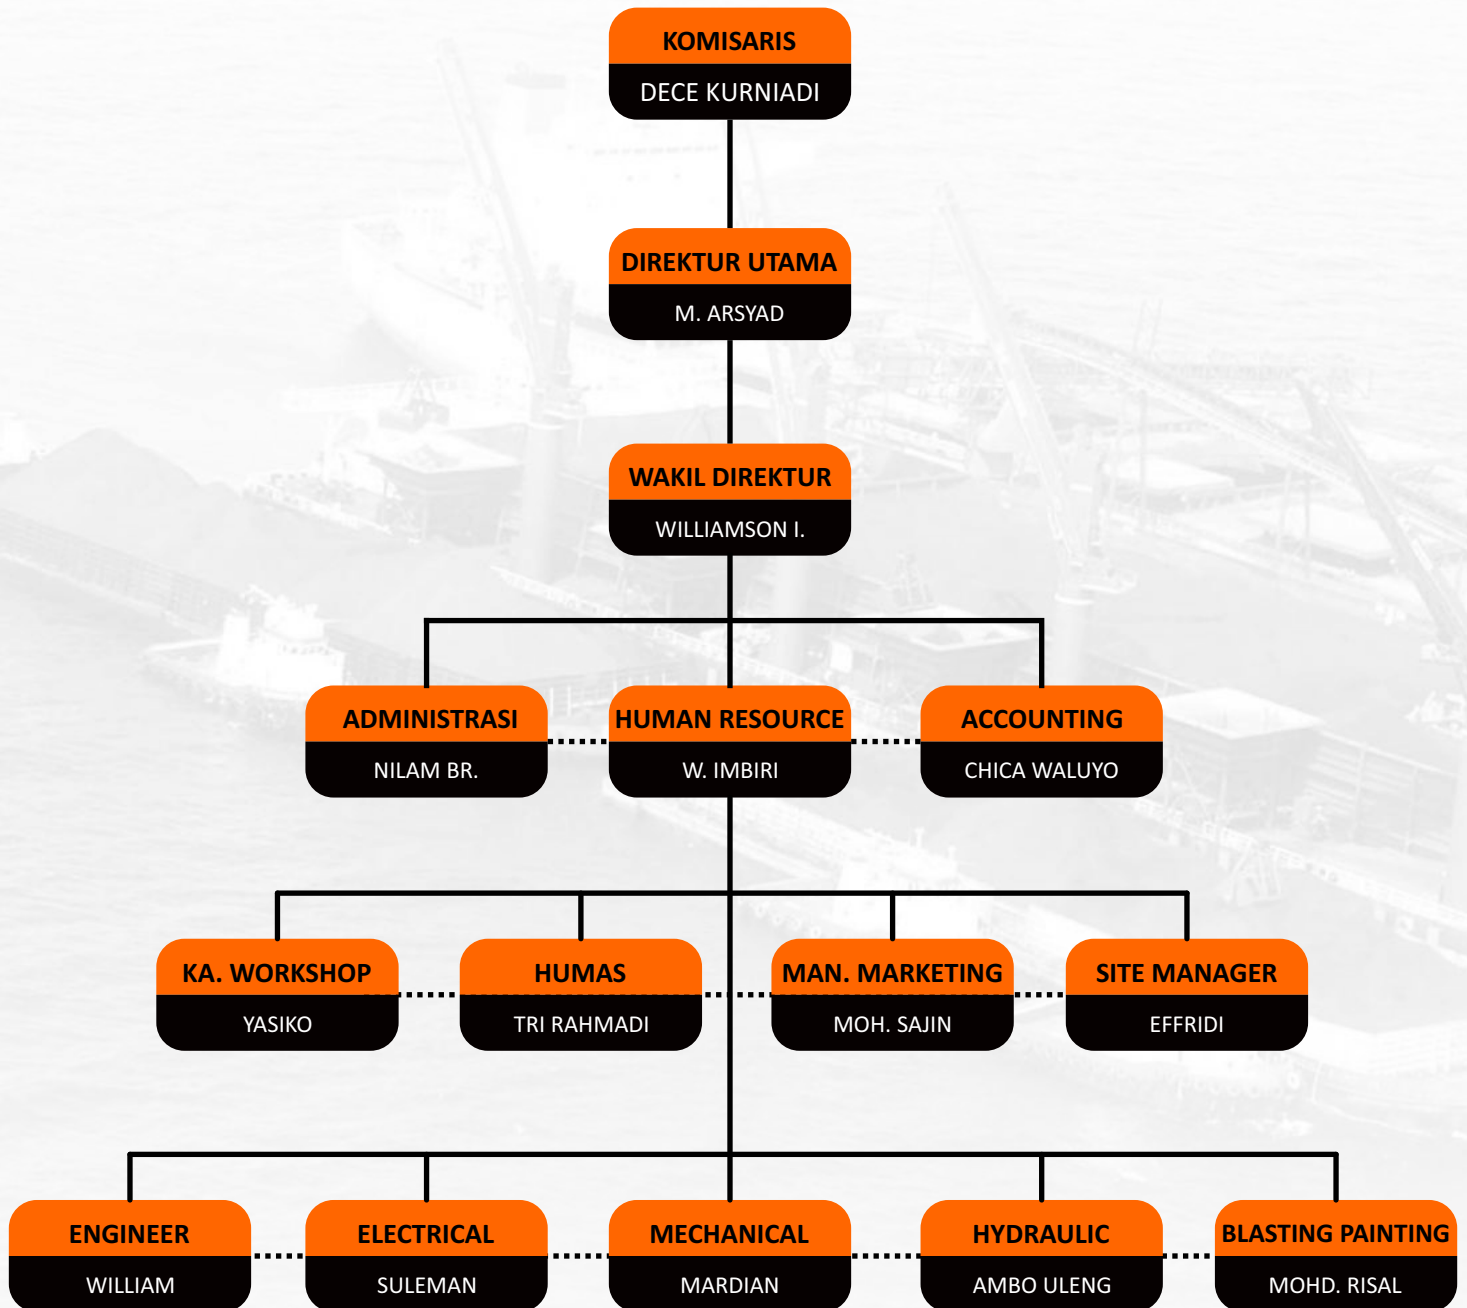 KOMISARIS
DECE KURNIADI
DIREKTUR UTAMA
M. ARSYAD
WAKIL DIREKTUR
WILLIAMSON I.
ADMINISTRASI
NILAM BR.
HUMAN RESOURCE
W. IMBIRI
ACCOUNTING
CHICA WALUYO
KA. WORKSHOP
YASIKO
HUMAS
TRI RAHMADI
MAN. MARKETING
MOH. SAJIN
SITE MANAGER
EFFRIDI
ENGINEER
WILLIAM
ELECTRICAL
SULEMAN
MECHANICAL
MARDIAN
HYDRAULIC
AMBO ULENG
BLASTING PAINTING
MOHD. RISAL